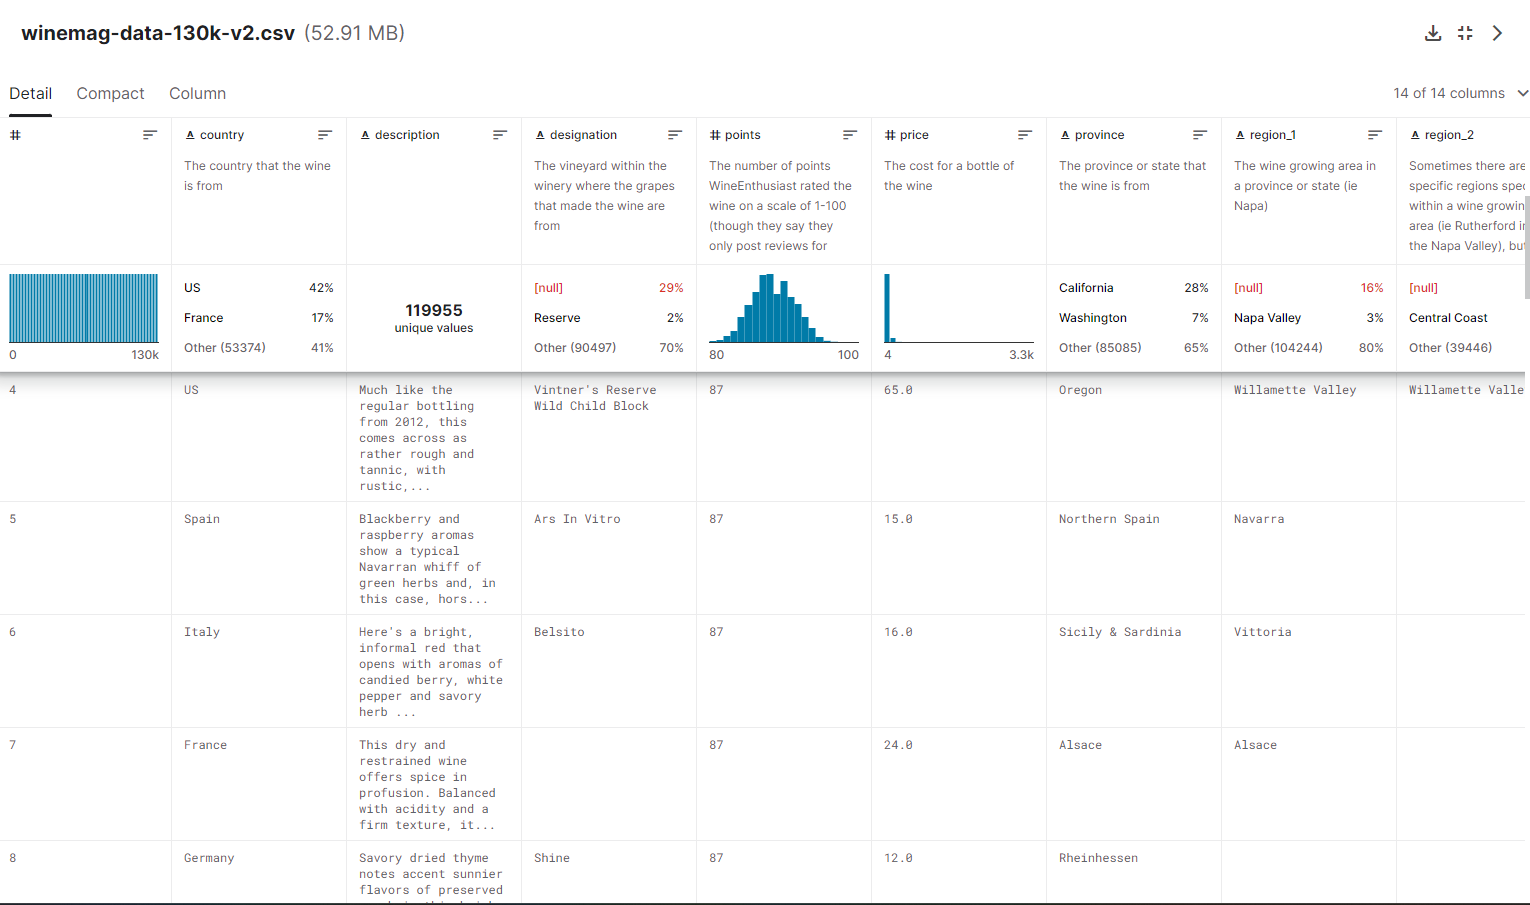 winemag-data-130k-v2.csv (52.91 MB)
Detail Compact Column
14 of 14 columns
#
A country
The country that the wine
is from
A description
A designation
The vineyard within the
winery where the grapes
that made the wine are
from
# points
The number of points
WineEnthusiast rated the
wine on a scale of 1-100
(though they say they
only post reviews for
# price
The cost for a bottle of
the wine
A province
The province or state that
the wine is from
A region_1
The wine growing area in
a province or state (ie
Napa)
A region_2
Sometimes there are
specific regions
within a wine
area (ie Rutherford
the Napa Valley),
0 130k
US 42%
France 17%
Other (53374) 41%
119955
unique values
[null] 29%
Reserve 2%
Other (90497) 70%
80 100
4 3.3k
California 28%
Washington 7%
Other (85085) 65%
[null] 16%
Napa Valley 3%
Other (104244) 80%
[null]
Central Coast
Other (39446)
4
US
Much like the
regular bottling
from 2012, this
comes across as
rather rough and
tannic, with
rustic,...
Vintner's Reserve
Wild Child Block
87
65.0
Oregon
Willamette Valley
Willamette Valle
5
Spain
Blackberry and
raspberry aromas
show a typical
Navarran whiff of
green herbs and, in
this case, hors...
Ars In Vitro
87
15.0
Northern Spain
Navarra
6
Italy
Here's a bright,
informal red that
opens with aromas of
candied berry, white
pepper and savory
herb ...
Belsito
87
16.0
Sicily & Sardinia
Vittoria
7
France
This dry and
restrained wine
offers spice in
profusion. Balanced
with acidity and a
firm texture, it...
87
24.0
Alsace
Alsace
8
Germany
Savory dried thyme
notes accent sunnier
flavors of preserved
Shine
87
12.0
Rheinhessen